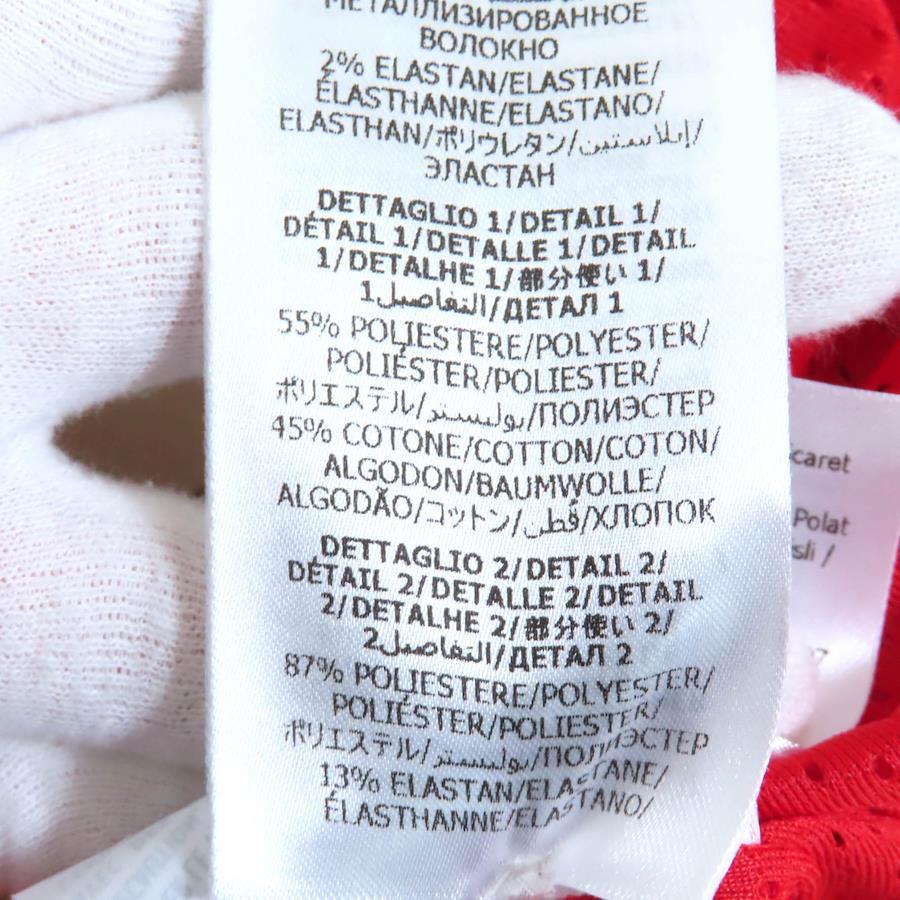 МЕТАЛЛИЗИРОВАННОЕ
ВОЛОКНО
2% ELASTAN/ELASTANE/
ÉLASTHANNE/ELASTANO/
ELASTHAN/ポリウレタン/إيلاستين/
ЭЛАСТАН
DETTAGLIO 1/DETAIL 1/
DÉTAIL 1/DETALLE 1/DETAIL
1/DETALHE 1/部分使い 1/
التفاصيل1/ДЕТАЛ 1
55% POLIESTERE/POLYESTER/
POLIÉSTER/POLIESTER/
ポリエステル/بوليستر/ПОЛИЭСТЕР
45% COTONE/COTTON/COTON/
ALGODON/BAUMWOLLE/
ALGODÃO/コットン/قطن/ХЛОПОК
DETTAGLIO 2/DETAIL 2/
DÉTAIL 2/DETALLE 2/DETAIL
2/DETALHE 2/部分使い 2/
التفاصيل2/ДЕТАЛ 2
87% POLIESTERE/POLYESTER/
POLIÉSTER/POLIESTER/
ポリエステル/بوليستر/ПОЛИЭСТЕР
13% ELASTAN/ELASTANE/
ÉLASTHANNE/ELASTANO/
caret
Polat
sli /